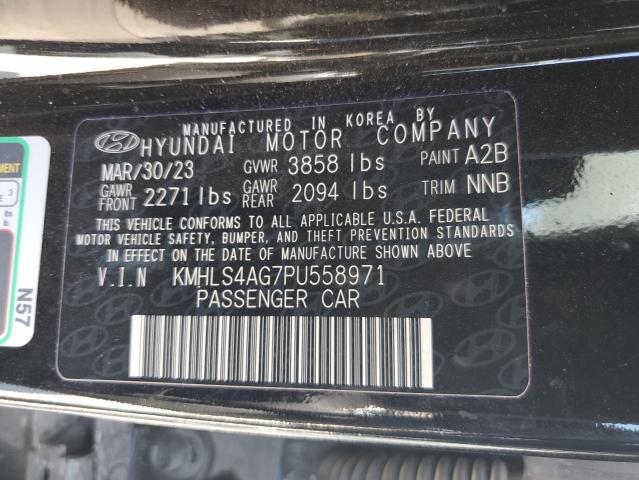 MANUFACTURED IN KOREA BY
HYUNDAI MOTOR COMPANY
MAR/30/23 GVWR 3858 lbs PAINT A2B
GAWR FRONT 2271 lbs GAWR REAR 2094 lbs TRIM NNB
THIS VEHICLE CONFORMS TO ALL APPLICABLE U.S.A. FEDERAL
MOTOR VEHICLE SAFETY, BUMPER, AND THEFT PREVENTION STANDARDS
IN EFFECT ON THE DATE OF MANUFACTURE SHOWN ABOVE.
V.I.N KMHLS4AG7PU558971
PASSENGER CAR
N57
3
lbs.